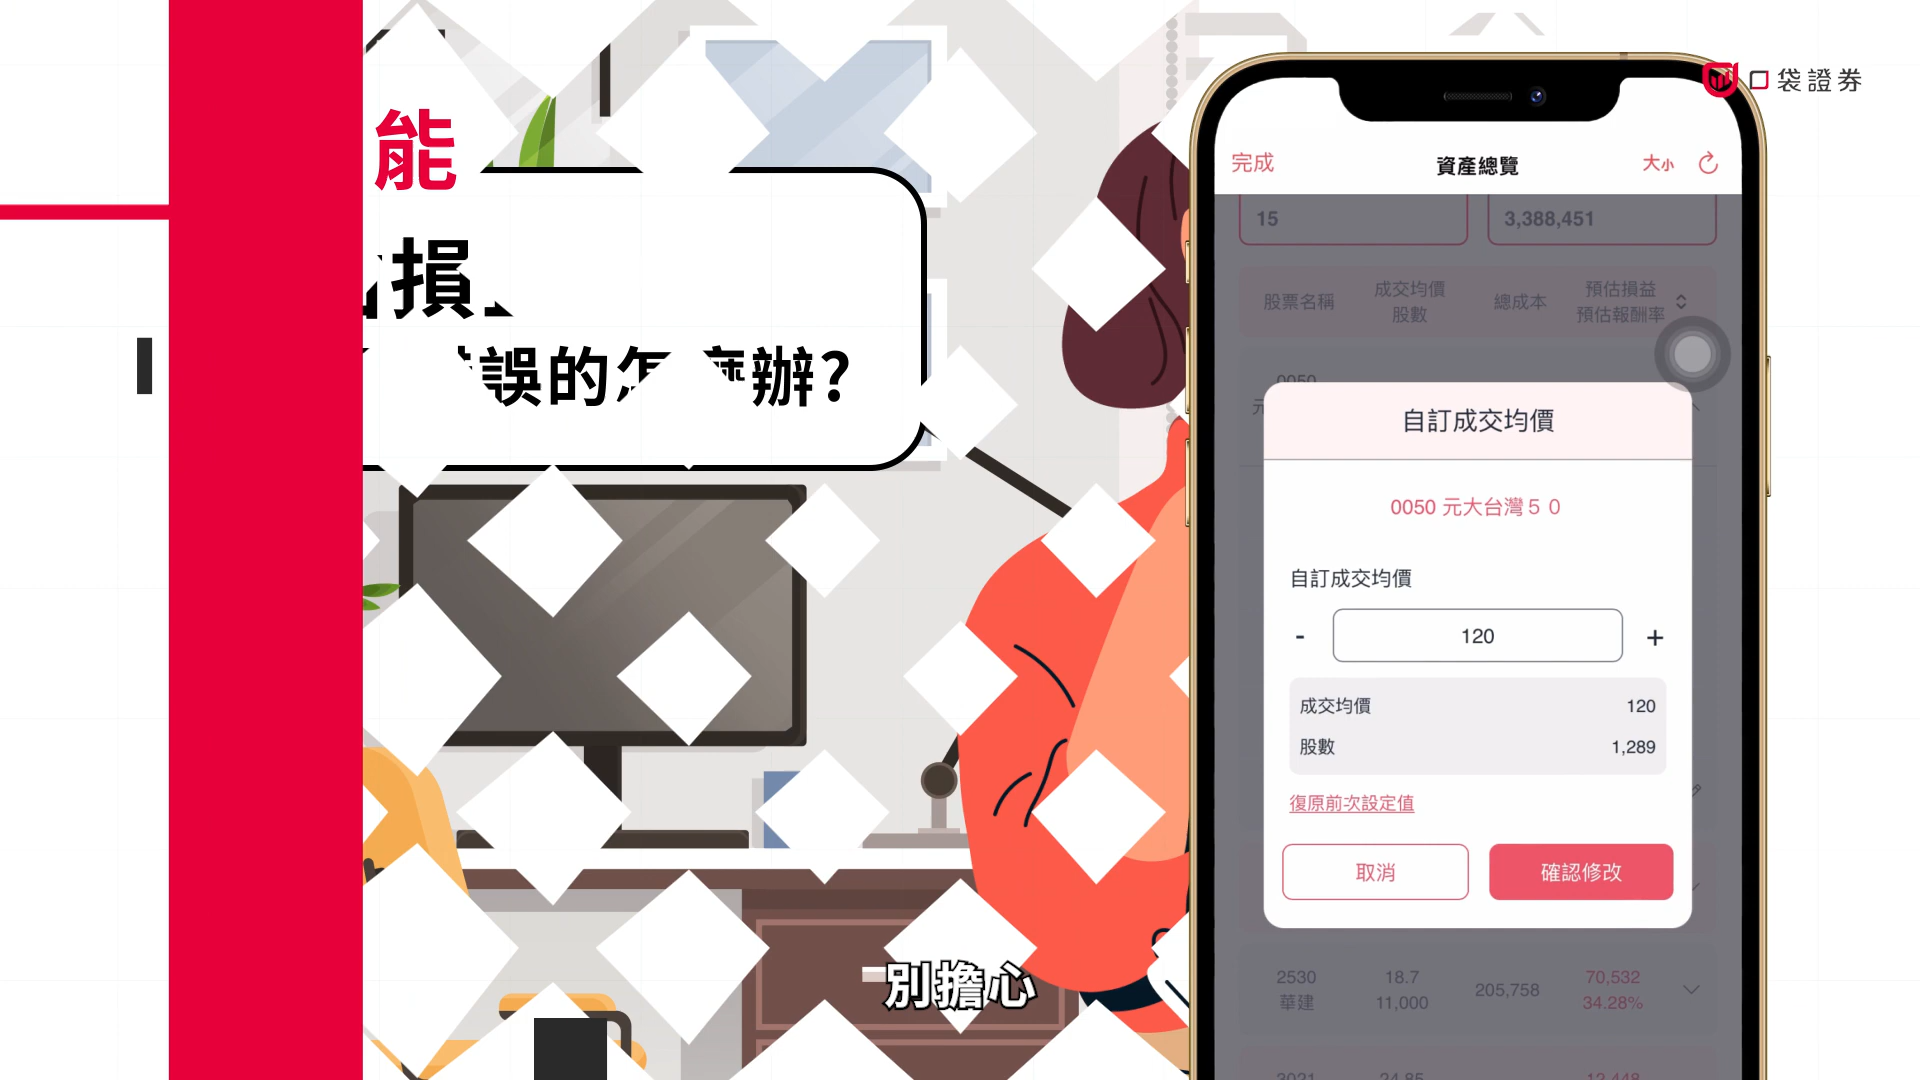 口袋證券
能
損
誤的怎麼辦?
別擔心
完成
資產總覽
大小
15
3,388,451
股票名稱
成交均價
股數
總成本
預估損益
預估報酬率
0050
元
自訂成交均價
0050 元大台灣50
自訂成交均價
-
120
+
成交均價
120
股數
1,289
復原前次設定值
取消
確認修改
2530
華建
18.7
11,000
205,758
70,532
34.28%